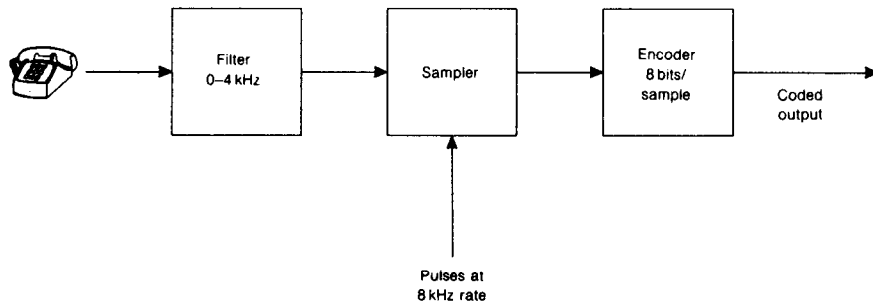 Filter
0–4 kHz
Sampler
Encoder
8 bits/
sample
Coded
output
Pulses at
8 kHz rate